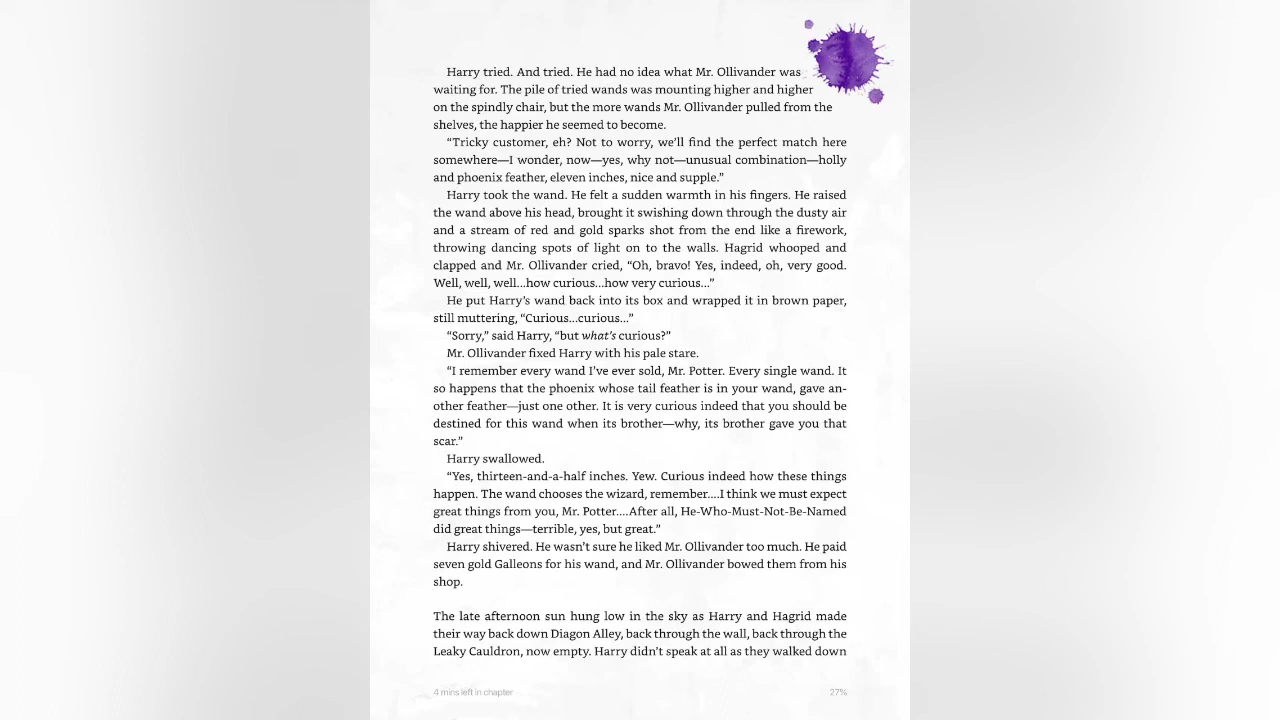 Harry tried. And tried. He had no idea what Mr. Ollivander was
waiting for. The pile of tried wands was mounting higher and higher
on the spindly chair, but the more wands Mr. Ollivander pulled from the
shelves, the happier he seemed to become.
“Tricky customer, eh? Not to worry, we’ll find the perfect match here
somewhere—I wonder, now—yes, why not—unusual combination—holly
and phoenix feather, eleven inches, nice and supple.”
Harry took the wand. He felt a sudden warmth in his fingers. He raised
the wand above his head, brought it swishing down through the dusty air
and a stream of red and gold sparks shot from the end like a firework,
throwing dancing spots of light on to the walls. Hagrid whooped and
clapped and Mr. Ollivander cried, “Oh, bravo! Yes, indeed, oh, very good.
Well, well, well...how curious...how very curious...”
He put Harry’s wand back into its box and wrapped it in brown paper,
still muttering, “Curious...curious...”
“Sorry,” said Harry, “but what’s curious?”
Mr. Ollivander fixed Harry with his pale stare.
“I remember every wand I’ve ever sold, Mr. Potter. Every single wand. It
so happens that the phoenix whose tail feather is in your wand, gave an-
other feather—just one other. It is very curious indeed that you should be
destined for this wand when its brother—why, its brother gave you that
scar.”
Harry swallowed.
“Yes, thirteen-and-a-half inches. Yew. Curious indeed how these things
happen. The wand chooses the wizard, remember....I think we must expect
great things from you, Mr. Potter....After all, He-Who-Must-Not-Be-Named
did great things—terrible, yes, but great.”
Harry shivered. He wasn’t sure he liked Mr. Ollivander too much. He paid
seven gold Galleons for his wand, and Mr. Ollivander bowed them from his
shop.
The late afternoon sun hung low in the sky as Harry and Hagrid made
their way back down Diagon Alley, back through the wall, back through the
Leaky Cauldron, now empty. Harry didn’t speak at all as they walked down
4 mins left in chapter
27%